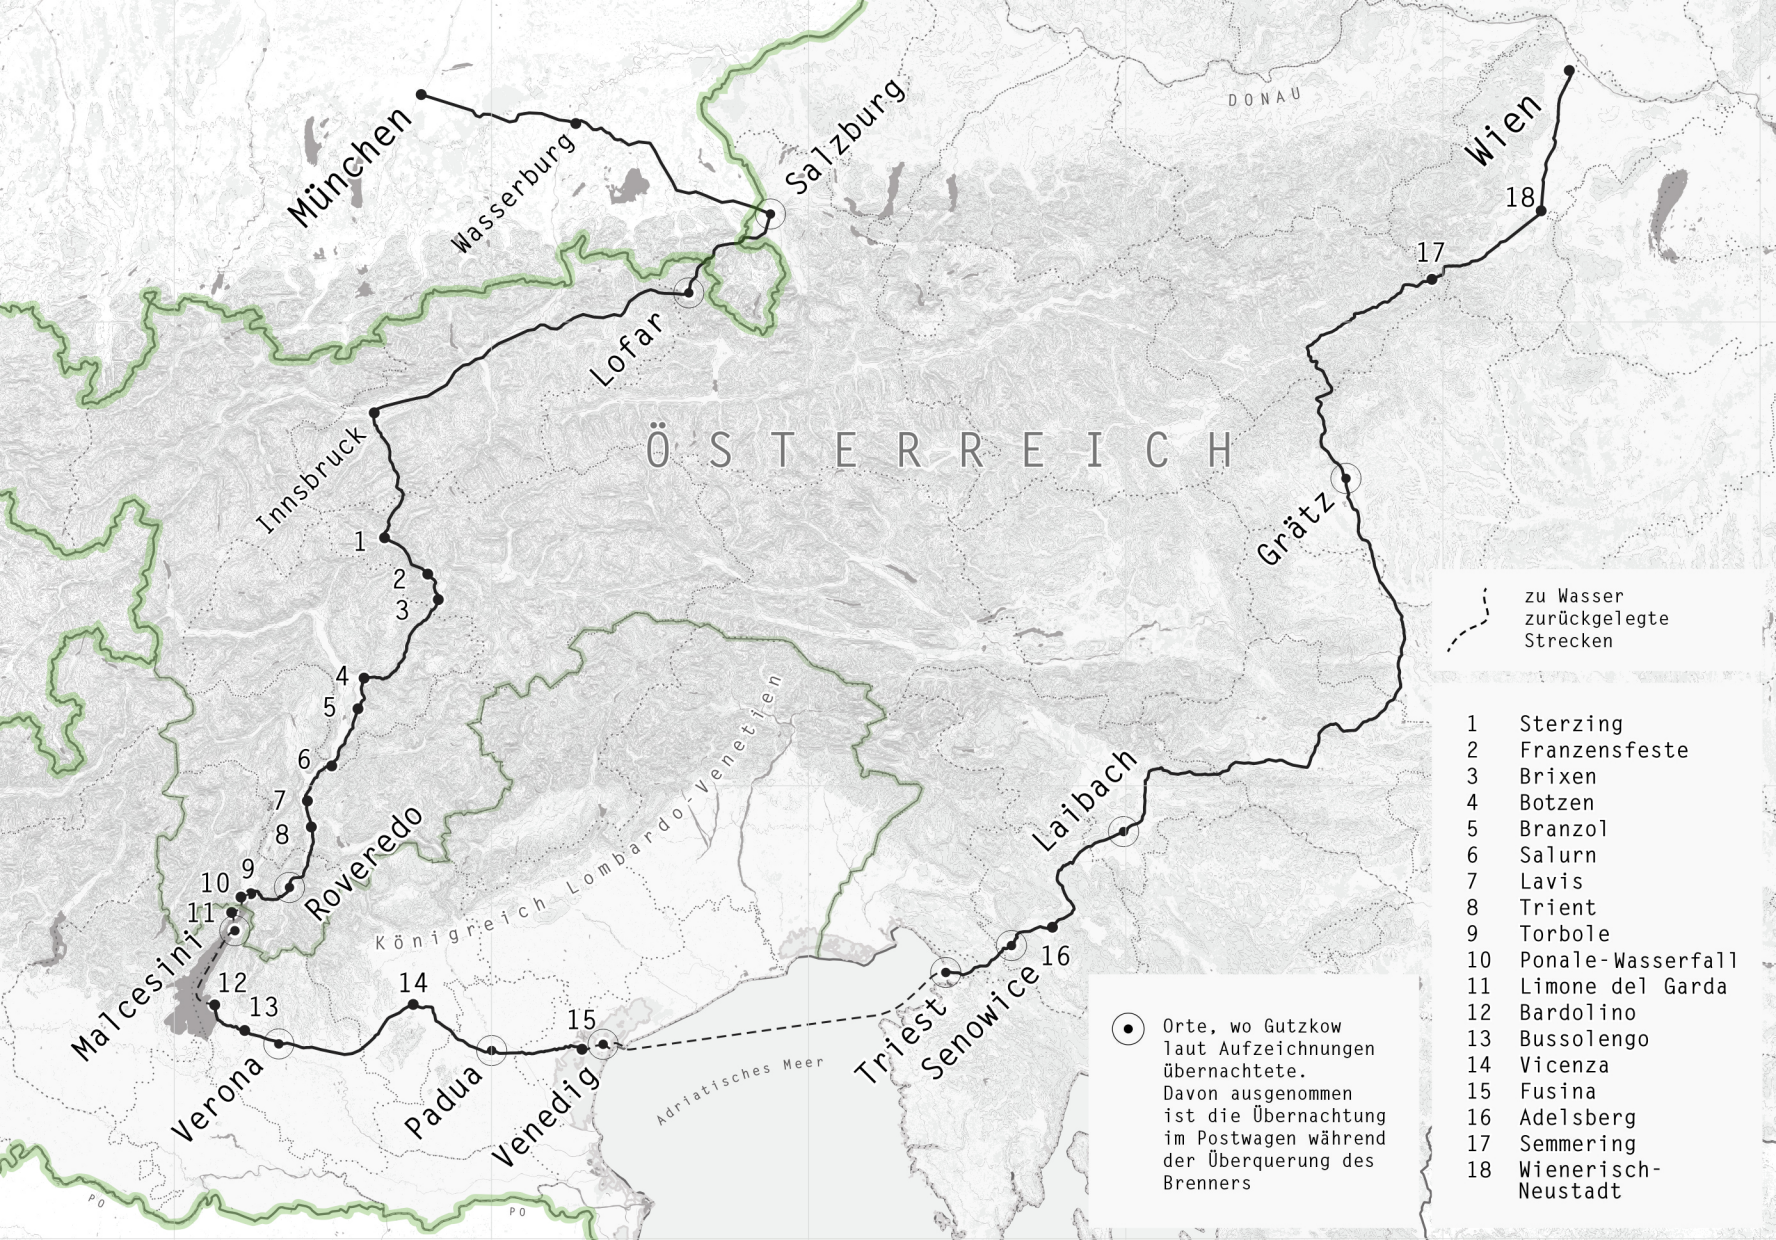 DONAU
Wien
München
Wasserburg
Salzburg
18
17
Lofar
ÖSTERREICH
Innsbruck
Grätz
1
2
3
4
5
6
7
8
9
10
11
Roveredo
Malcesini
Königreich Lombardo-Venetien
Laibach
12
13
14
15
16
Verona
Padua
Venedig
Triest
Senowice
Adriatisches Meer
PO
PO
zu Wasser
zurückgelegte
Strecken
1 Sterzing
2 Franzensfeste
3 Brixen
4 Botzen
5 Branzol
6 Salurn
7 Lavis
8 Trient
9 Torbole
10 Ponale-Wasserfall
11 Limone del Garda
12 Bardolino
13 Bussolengo
14 Vicenza
15 Fusina
16 Adelsberg
17 Semmering
18 Wienerisch-
Neustadt
Orte, wo Gutzkow
laut Aufzeichnungen
übernachtete.
Davon ausgenommen
ist die Übernachtung
im Postwagen während
der Überquerung des
Brenners